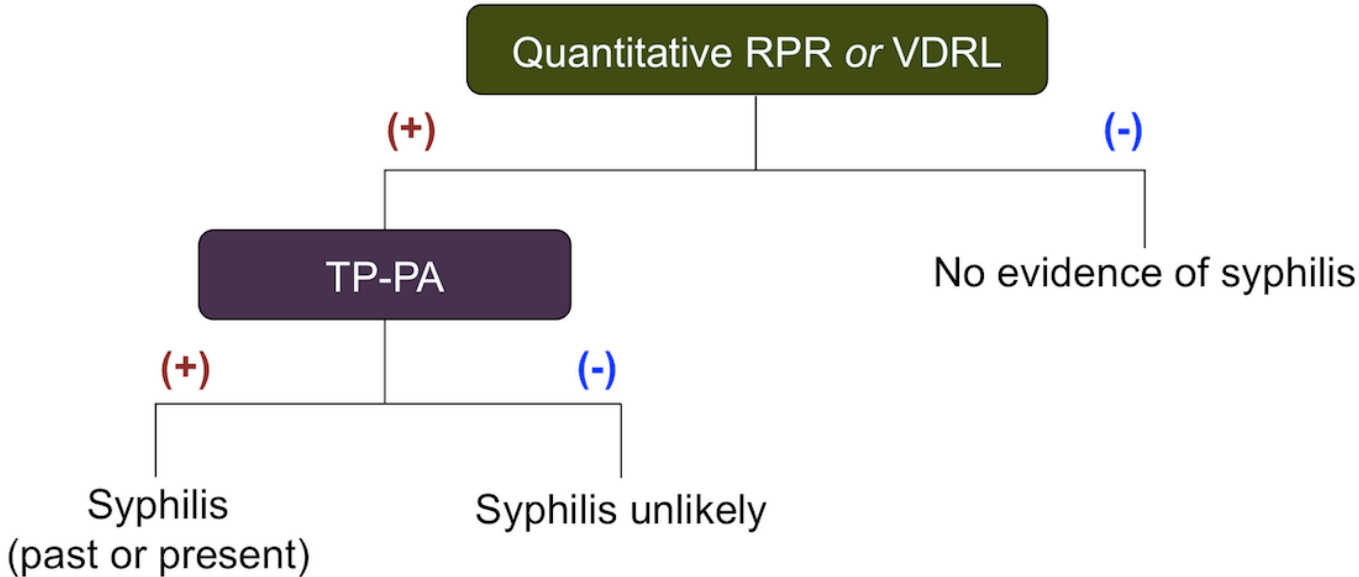 Quantitative RPR or VDRL
(+)
(-)
TP-PA
No evidence of syphilis
(+)
(-)
Syphilis
(past or present)
Syphilis unlikely